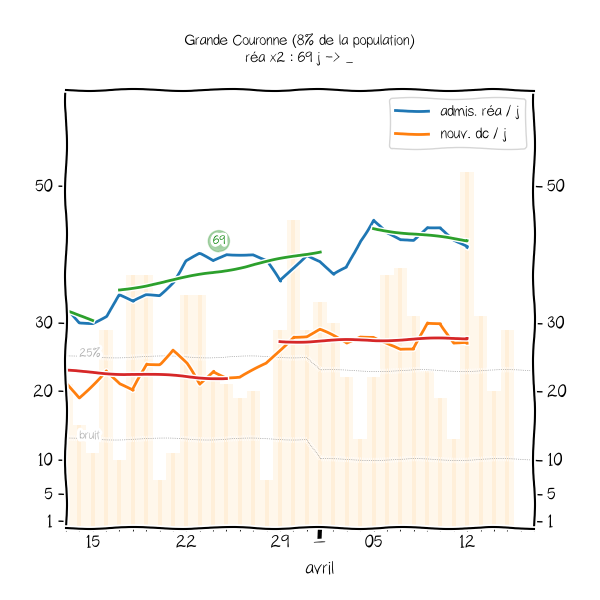 Grande Couronne (8% de la population)
réa x2 : 69 j -> _
admis. réa / j
nouv. dc / j
50 50
69
30 30
25%
20 20
bruit
10 10
5 5
1 1
15 22 29 05 12
avril